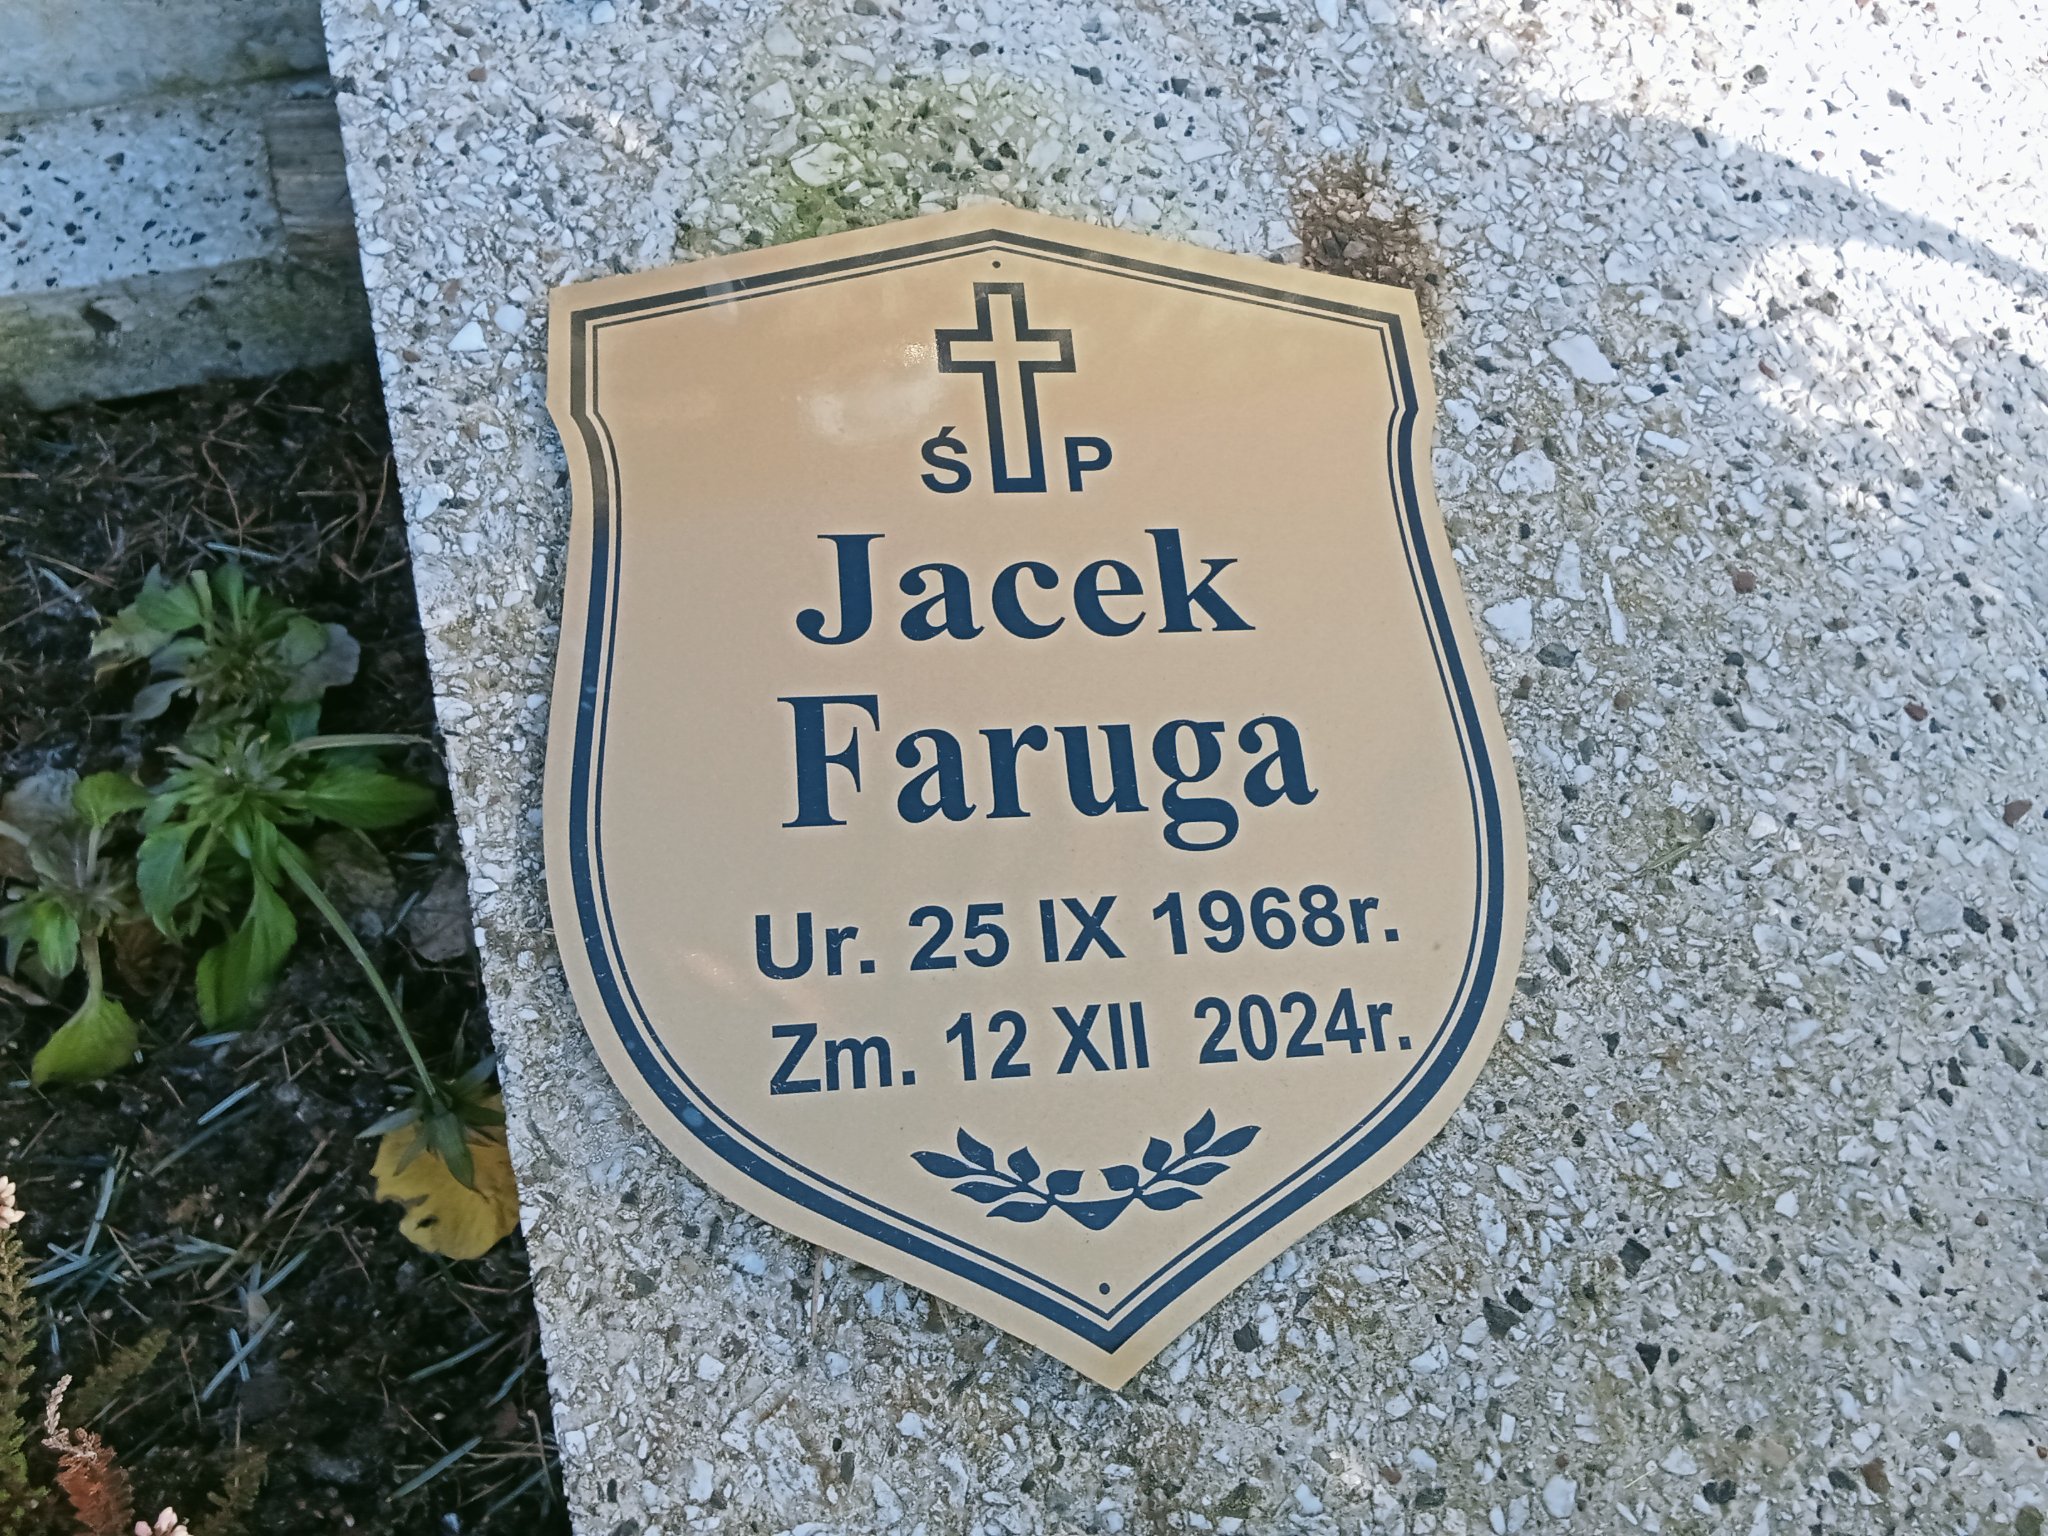 Ś P
Jacek
Faruga
Ur. 25 IX 1968r.
Zm. 12 XII 2024r.